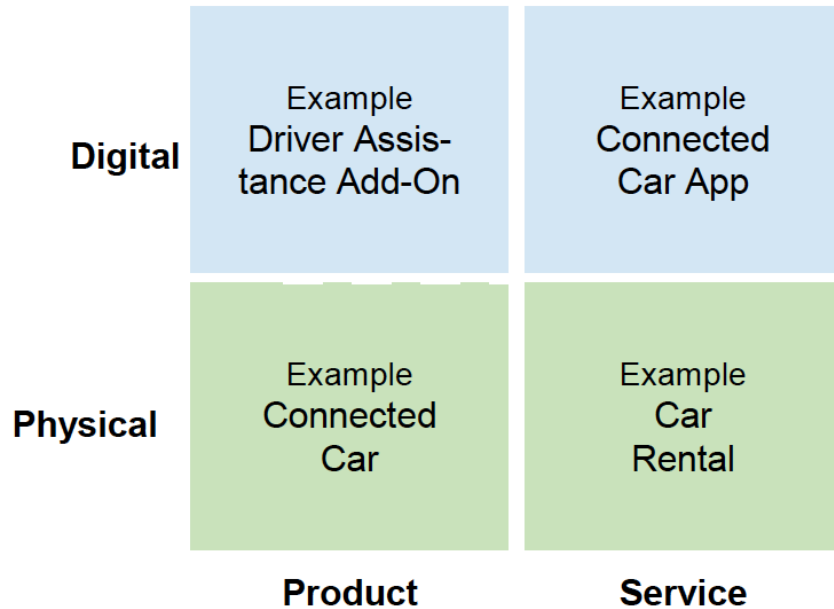 Example
Driver Assis-
tance Add-On
Example
Connected
Car App
Digital
Example
Connected
Car
Example
Car
Rental
Physical
Product
Service